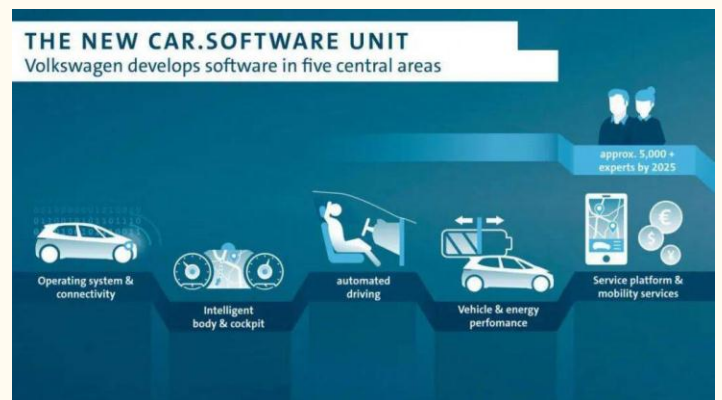 THE NEW CAR.SOFTWARE UNIT
Volkswagen develops software in five central areas
approx. 5,000 +
experts by 2025
Operating system &
connectivity
Intelligent
body & cockpit
automated
driving
Vehicle & energy
perfomance
Service platform &
mobility services